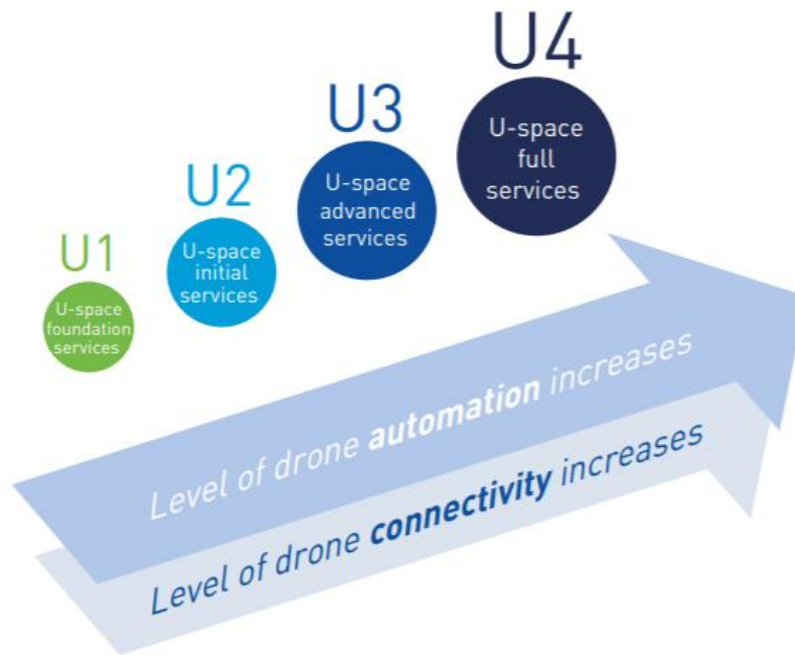 U1
U-space
foundation
services
U2
U-space
initial
services
U3
U-space
advanced
services
U4
U-space
full
services
Level of drone automation increases
Level of drone connectivity increases